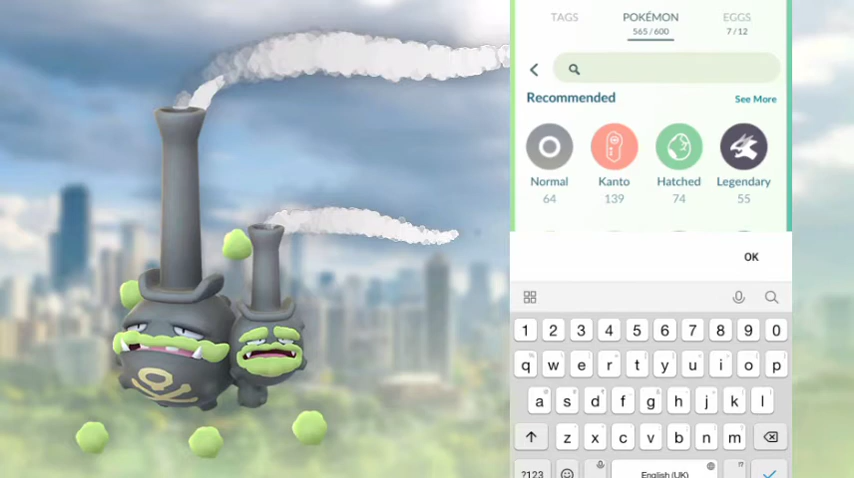 TAGS POKÉMON EGGS
565 / 600 7 / 12
Recommended See More
Normal Kanto Hatched Legendary
64 139 74 55
OK
1 2 3 4 5 6 7 8 9 0
q w e r t y u i o p
a s d f g h j k l
z x c v b n m
?123 English (UK)